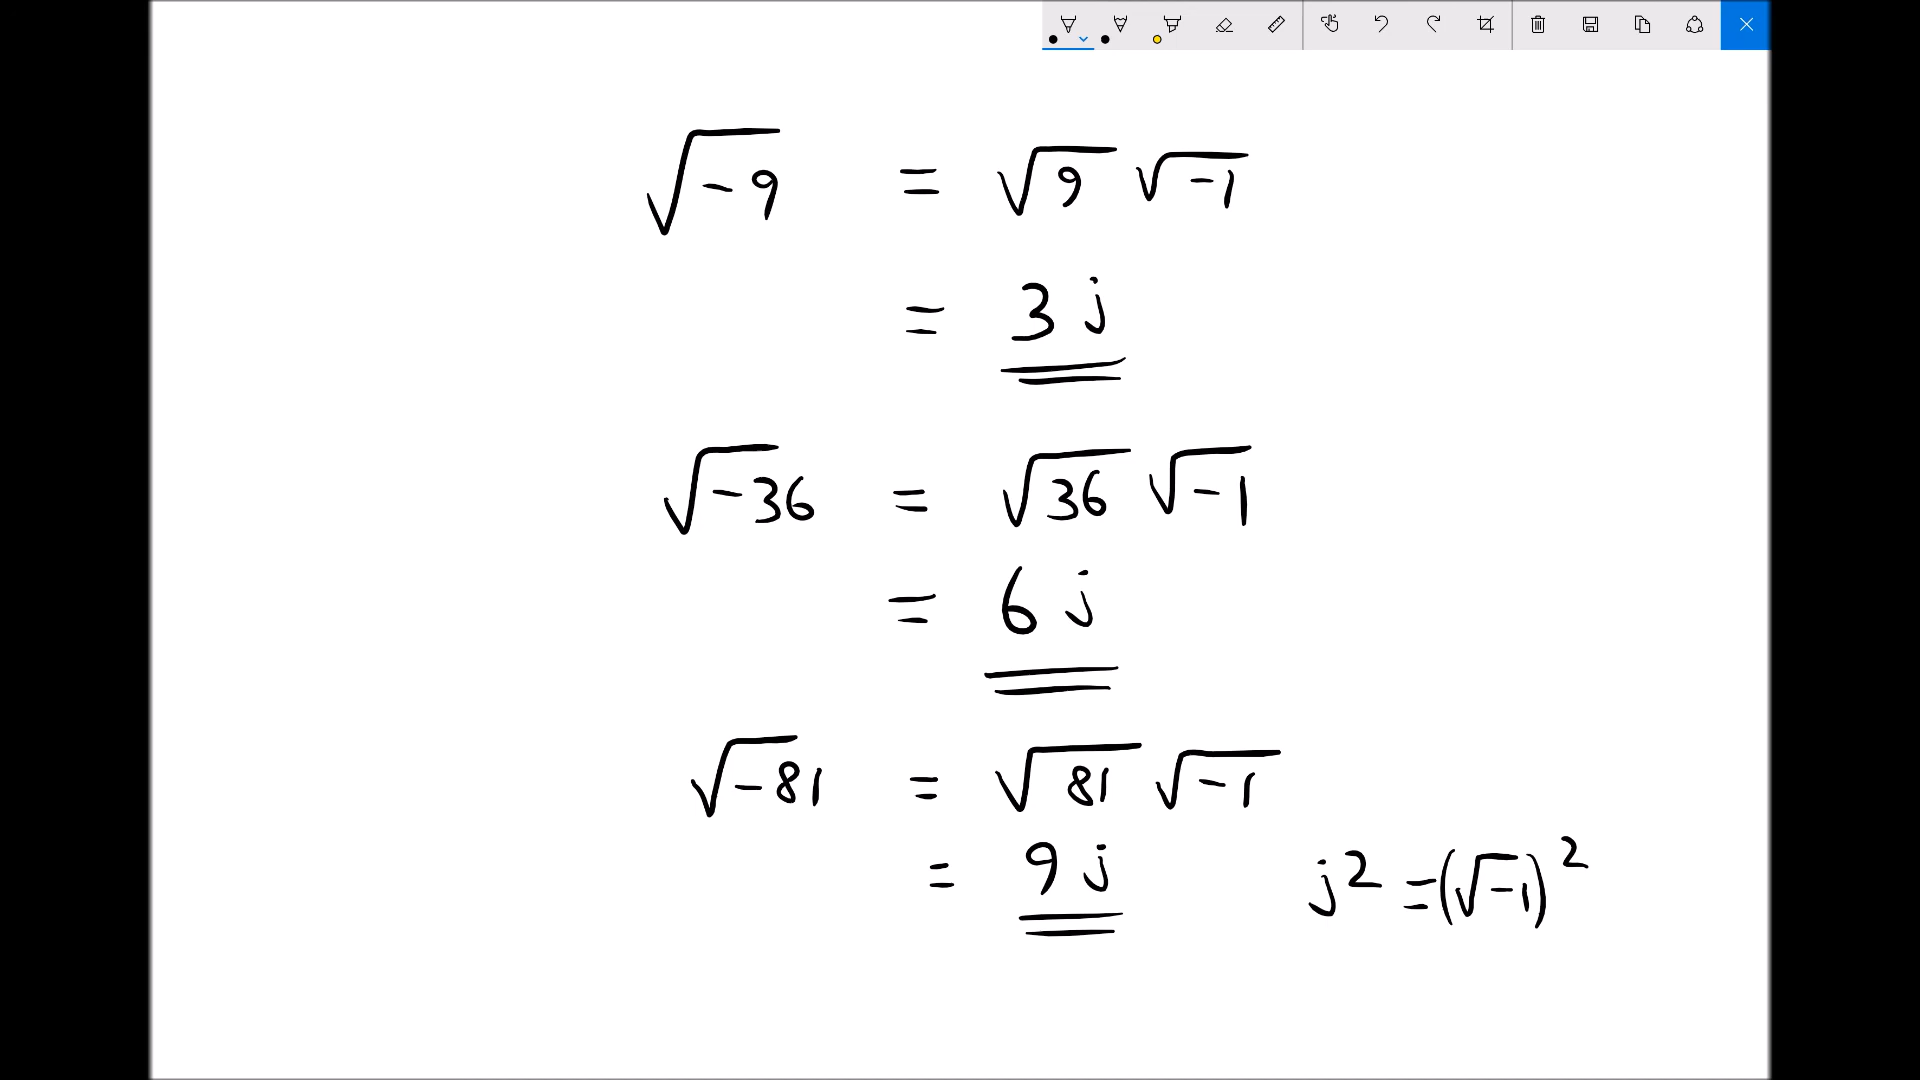 √-9 = √9 √-1
= 3j
√-36 = √36 √-1
= 6j
√-81 = √81 √-1
= 9j
j² = (√-1)²